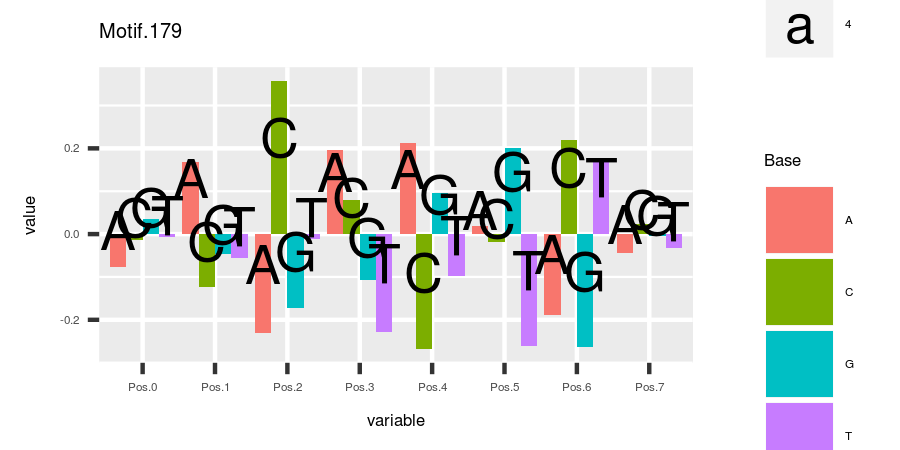 Motif.179
a 4
Base
A
C
G
T
value
0.2
0.0
-0.2
A C G T A C G T A C G T A C G T A C G T A C G T A C G T A C G T
Pos.0 Pos.1 Pos.2 Pos.3 Pos.4 Pos.5 Pos.6 Pos.7
variable